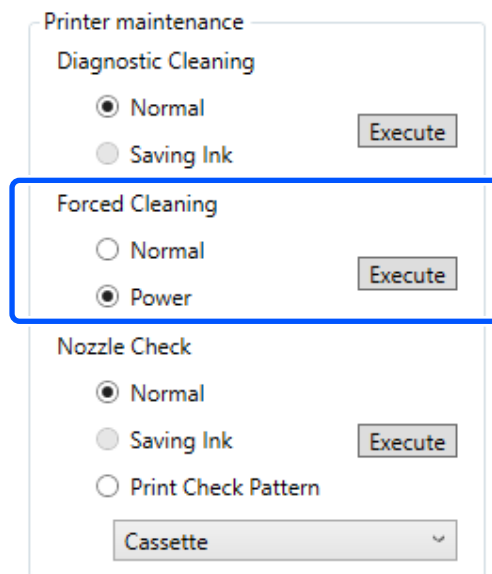 Printer maintenance
Diagnostic Cleaning
Normal
Execute
Saving Ink
Forced Cleaning
Normal
Execute
Power
Nozzle Check
Normal
Saving Ink
Execute
Print Check Pattern
Cassette